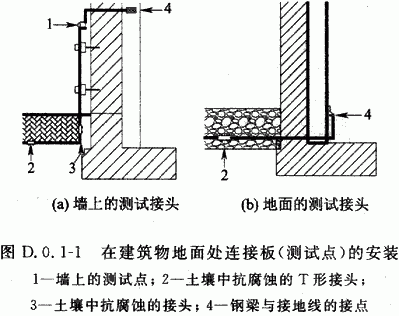 1
4
2
3
4
2
(a) 墙上的测试接头
(b) 地面的测试接头
图 D.0.1-1 在建筑物地面处连接板(测试点)的安装
1—墙上的测试点；2—土壤中抗腐蚀的 T 形接头；
3—土壤中抗腐蚀的接头；4—钢梁与接地线的接点